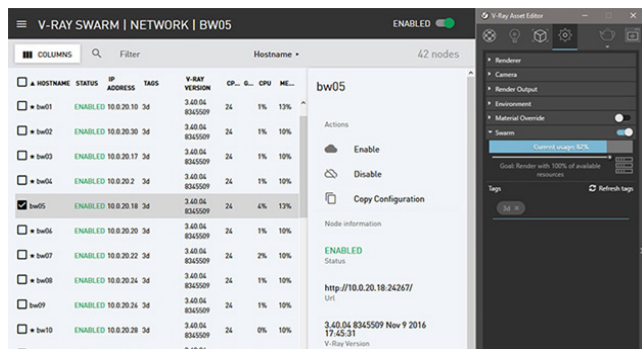 V-RAY SWARM | NETWORK | BW05
ENABLED
COLUMNS
Filter
Hostname
42 nodes
HOSTNAME STATUS IP ADDRESS TAGS V-RAY VERSION CP... G... CPU ME...
bw01 ENABLED 10.0.20.10 3d 3.40.04 8345509 24 1% 13%
bw02 ENABLED 10.0.20.30 3d 3.40.04 8345509 24 1% 10%
bw03 ENABLED 10.0.20.17 3d 3.40.04 8345509 24 1% 10%
bw04 ENABLED 10.0.20.2 3d 3.40.04 8345509 24 1% 10%
bw05 ENABLED 10.0.20.18 3d 3.40.04 8345509 24 4% 13%
bw06 ENABLED 10.0.20.20 3d 3.40.04 8345509 24 1% 10%
bw07 ENABLED 10.0.20.22 3d 3.40.04 8345509 24 2% 10%
bw08 ENABLED 10.0.20.24 3d 3.40.04 8345509 24 1% 10%
bw09 ENABLED 10.0.20.26 3d 3.40.04 8345509 24 1% 10%
bw10 ENABLED 10.0.20.28 3d 3.40.04 8345509 24 0% 10%
bw05
Actions
Enable
Disable
Copy Configuration
Node information
ENABLED
Status
http://10.0.20.18:24267/
Url
3.40.04 8345509 Nov 9 2016
17:45:31
V-Ray Version
V-Ray Asset Editor
Renderer
Camera
Render Output
Environment
Material Override
Swarm
Current usage: 82%
Goal: Render with 100% of available
resources
Tags
Refresh tags
3d